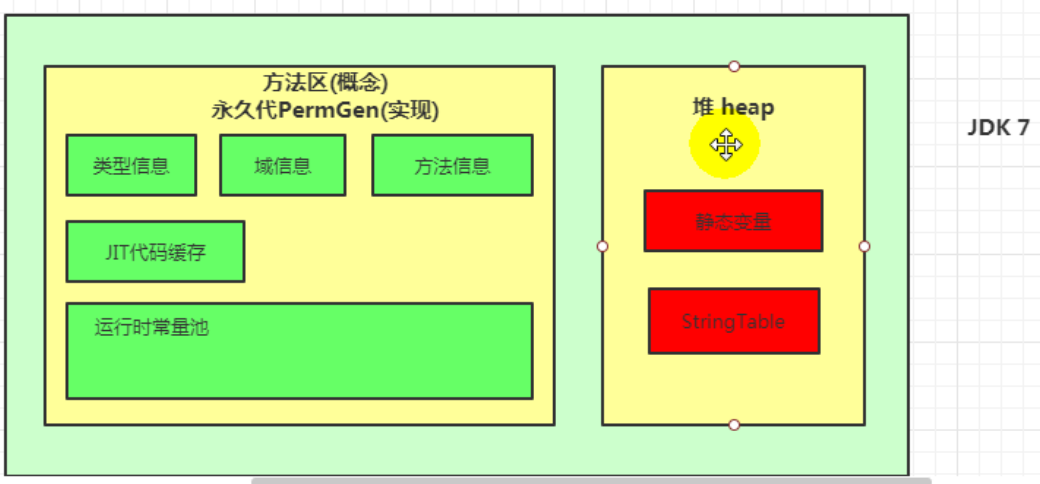 方法区(概念)
永久代PermGen(实现)
类型信息
域信息
方法信息
JIT代码缓存
运行时常量池
堆 heap
静态变量
StringTable
JDK 7